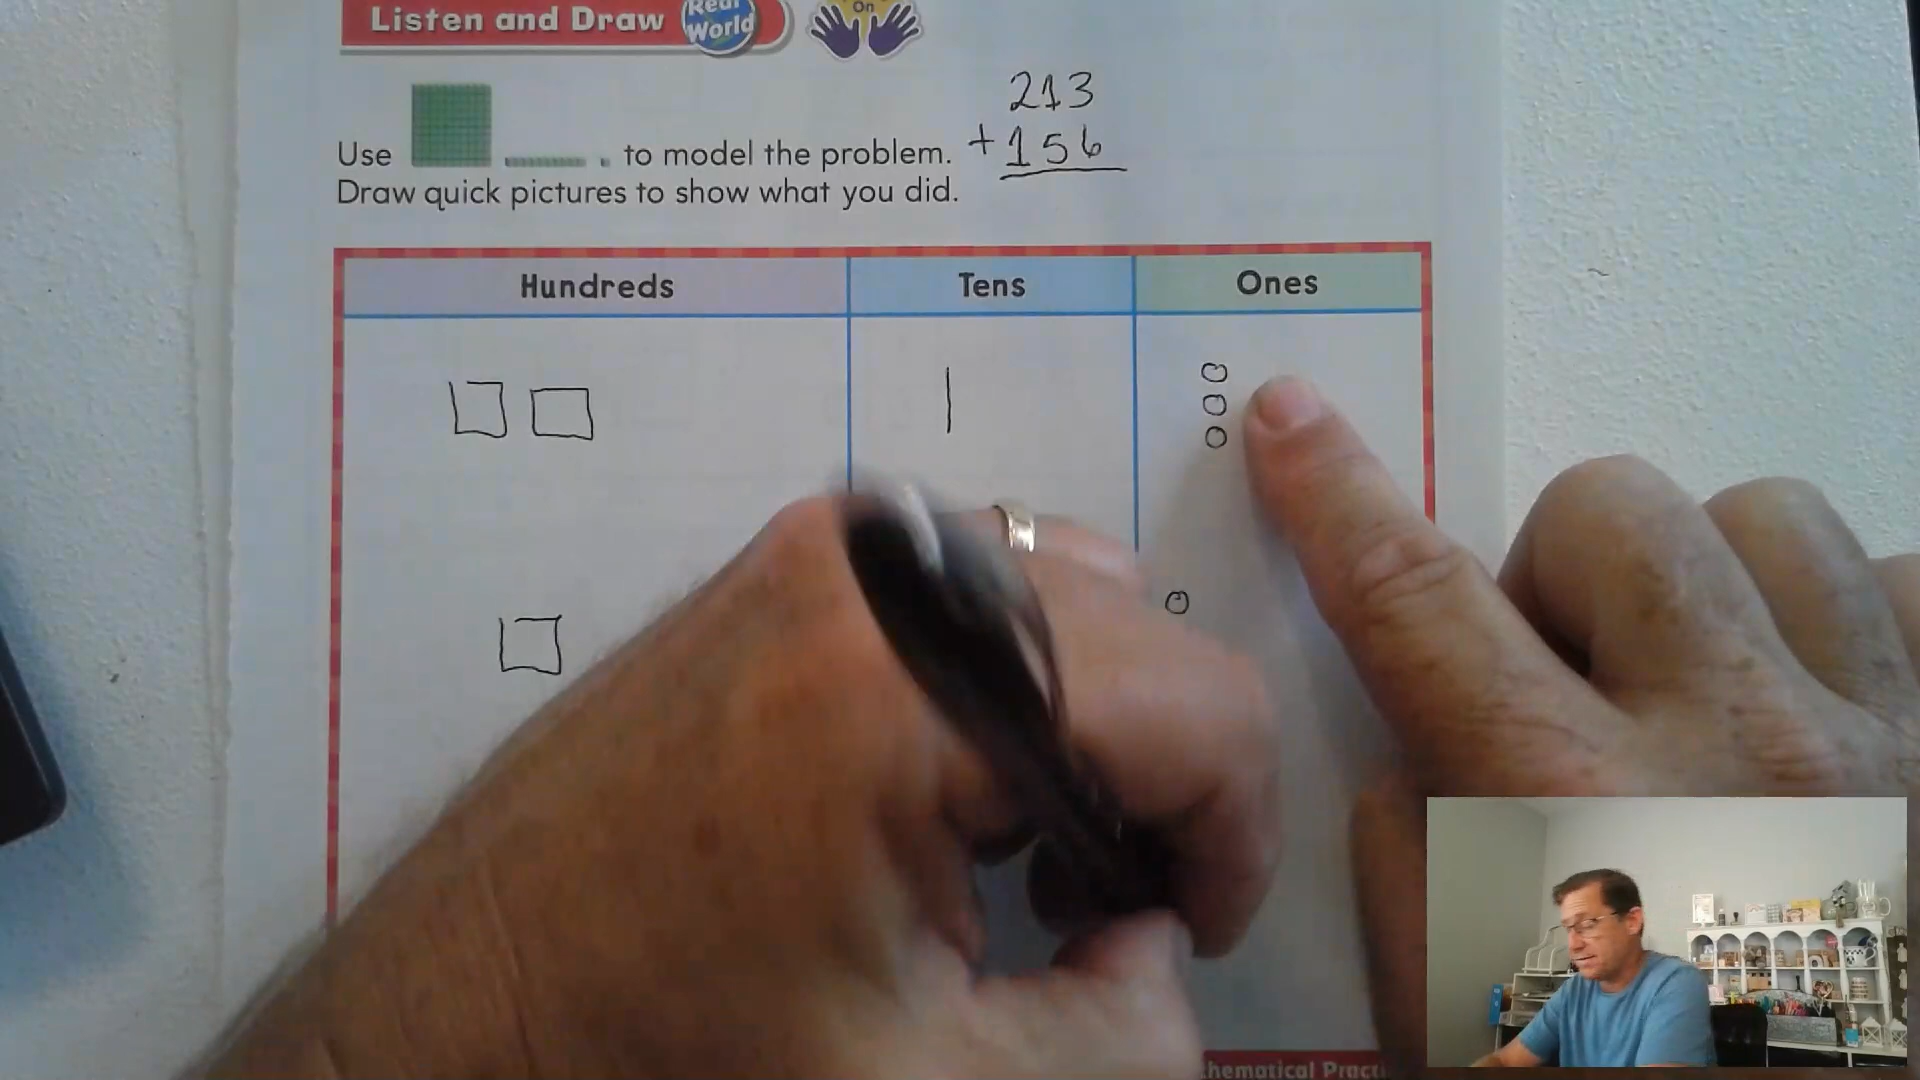 Listen and Draw Real World
On
213
+ 156
Use to model the problem.
Draw quick pictures to show what you did.
Hundreds Tens Ones